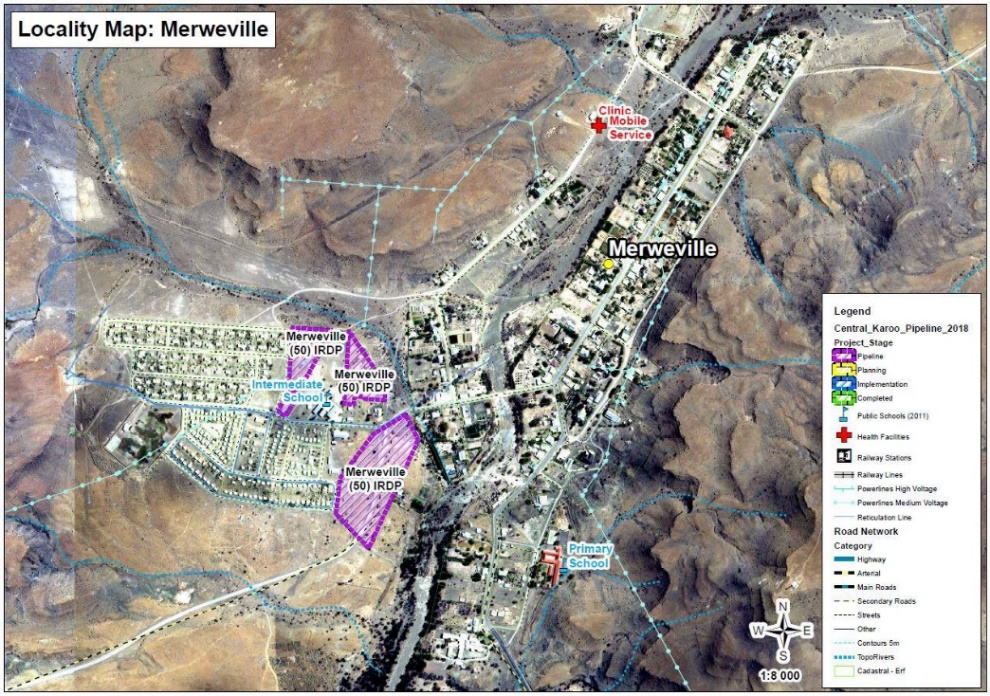 Locality Map: Merweville
Clinic
Mobile
Service
Merweville
Merweville
(50) IRDP
Merweville
(50) IRDP
Intermediate
School
Merweville
(50) IRDP
Primary
School
Legend
Central_Karoo_Pipeline_2018
Project_Stage
Pipeline
Planning
Implementation
Completed
Public Schools (2011)
Health Facilities
Railway Stations
Railway Lines
Powerlines High Voltage
Powerlines Medium Voltage
Reticulation Line
Road Network
Category
Highway
Arterial
Main Roads
Secondary Roads
Streets
Other
Contours 5m
TopoRivers
Cadastral - Erf
N
W E
S
1:8 000